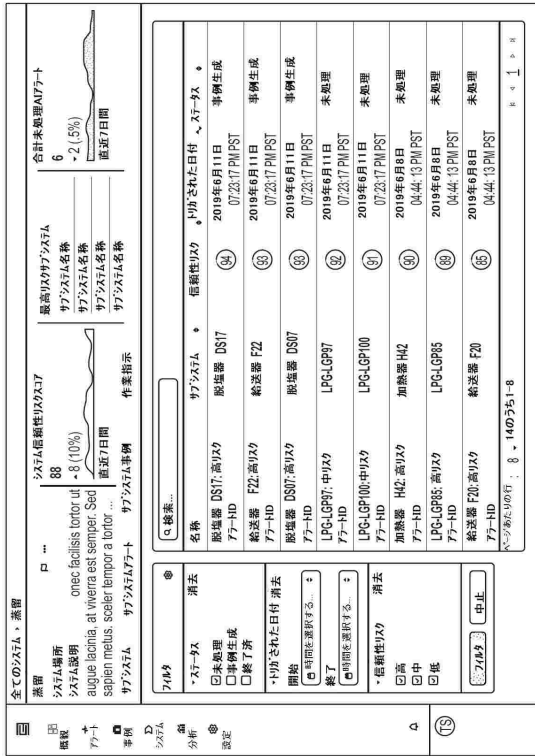 全てのシステム > 蒸留
概観
アラート
事例
システム
分析
設定
TS
蒸留
システム場所
システム説明 onec facilisis tortor ut
augue lacinia, at viverra est semper. Sed
sapien metus, sceler tempor a tortor ...
システム信頼性リスクスコア
88
8 (10%)
直近7日間
最高リスクサブシステム
サブシステム名称
サブシステム名称
サブシステム名称
サブシステム名称
合計未処理AIアラート
6
2 (.5%)
直近7日間
サブシステム サブシステムアラート サブシステム事例 作業指示
フィルタ
ステータス 消去
未処理
事例生成
終了済
トリガされた日付 消去
開始
時間を選択する...
終了
時間を選択する...
信頼性リスク 消去
高
中
低
フィルタ 中止
検索...
名称 サブシステム 信頼性リスク トリガされた日付 ステータス
脱塩器 DS17: 高リスク 脱塩器 DS17 94 2019年6月11日 事例生成
アラートID 07:23:17 PM PST
給送器 F22: 高リスク 給送器 F22 93 2019年6月11日 事例生成
アラートID 07:23:17 PM PST
脱塩器 DS07: 高リスク 脱塩器 DS07 93 2019年6月11日 事例生成
アラートID 07:23:17 PM PST
LPG-LGP97: 中リスク LPG-LGP97 92 2019年6月11日 未処理
アラートID 07:23:17 PM PST
LPG-LGP100:中リスク LPG-LGP100 91 2019年6月11日 未処理
アラートID 07:23:17 PM PST
加熱器 H42: 高リスク 加熱器 H42 90 2019年6月8日 未処理
アラートID 04:44:13 PM PST
LPG-LGP85: 高リスク LPG-LGP85 89 2019年6月8日 未処理
アラートID 04:44:13 PM PST
給送器 F20: 高リスク 給送器 F20 85 2019年6月8日 未処理
アラートID 04:44:13 PM PST
ページあたりの行 : 8 14のうち1-8 1